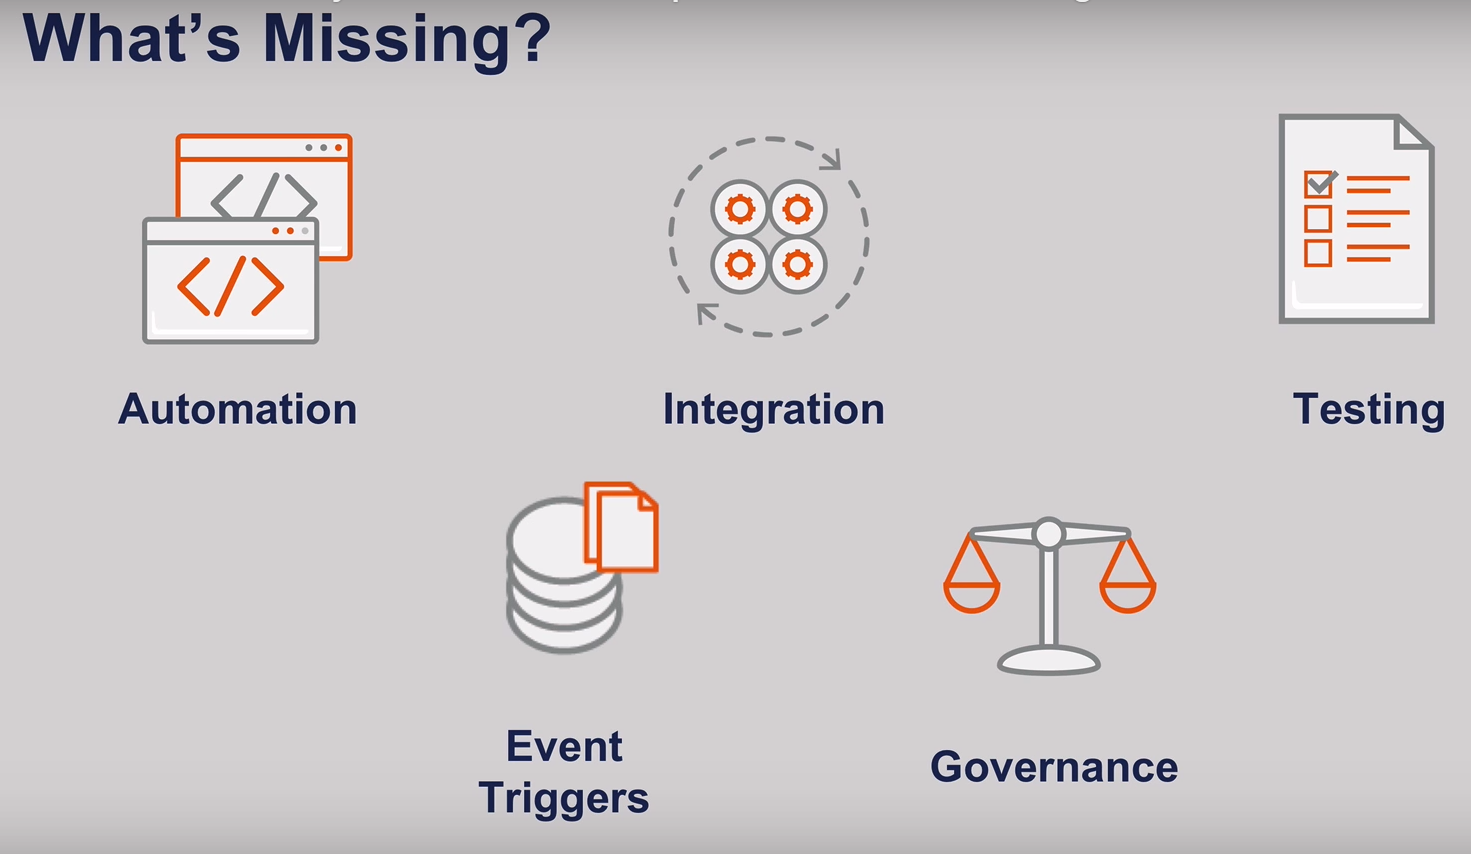 What's Missing?
Automation
Integration
Testing
Event
Triggers
Governance